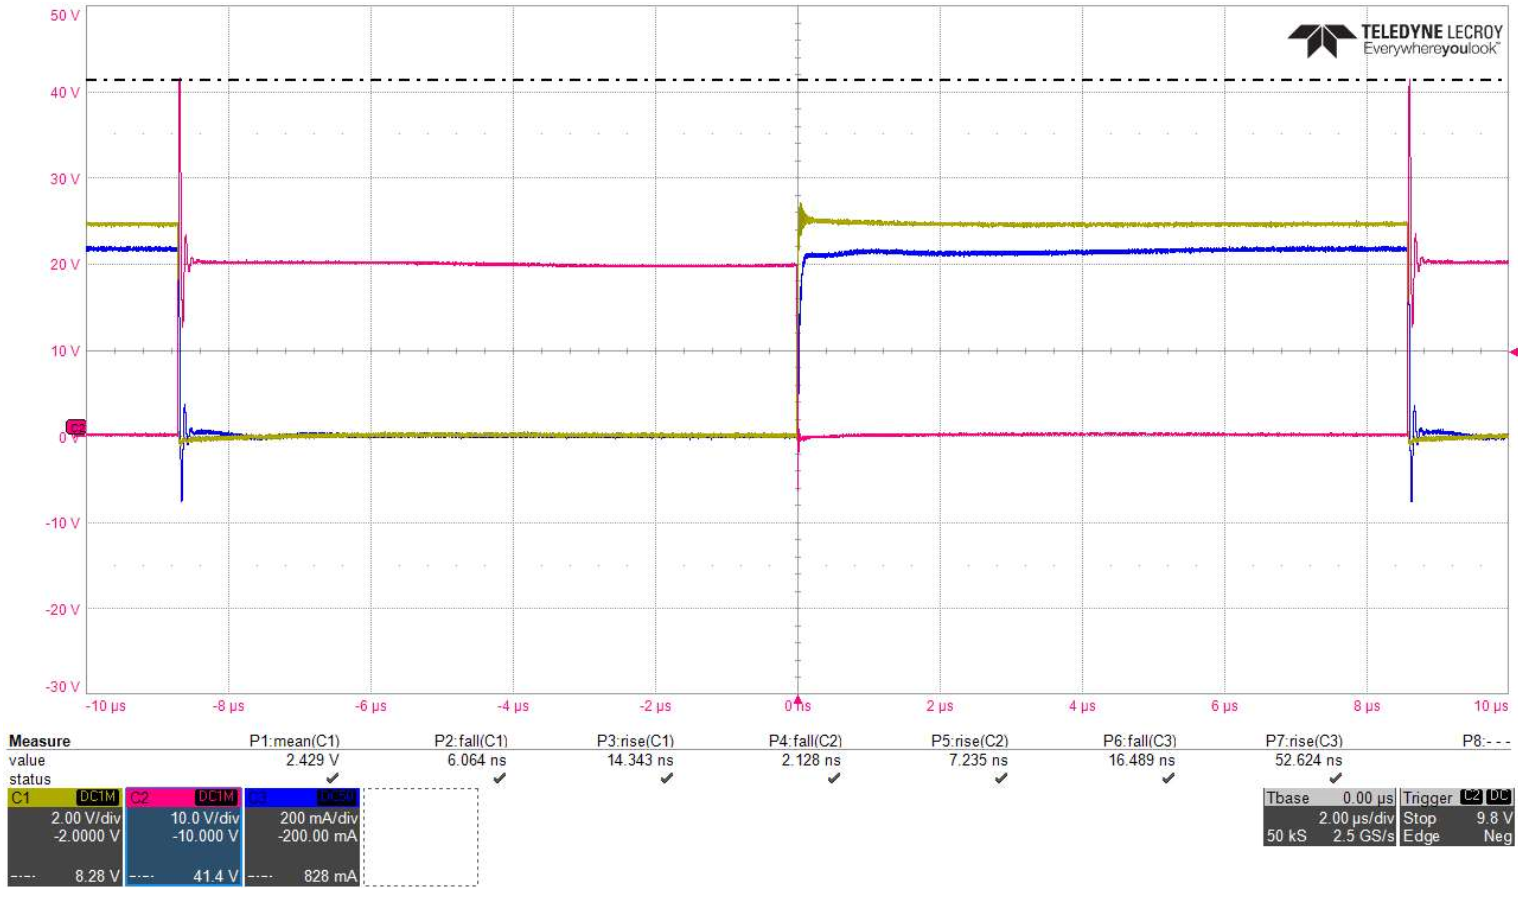 50 V
TELEDYNE LECROY
Everywhereyoulook™
40 V
30 V
20 V
10 V
C2
0 V
-10 V
-20 V
-30 V
-10 µs -8 µs -6 µs -4 µs -2 µs 0 ns 2 µs 4 µs 6 µs 8 µs 10 µs
Measure P1:mean(C1) P2:fall(C1) P3:rise(C1) P4:fall(C2) P5:rise(C2) P6:fall(C3) P7:rise(C3) P8:- - -
value 2.429 V 6.064 ns 14.343 ns 2.128 ns 7.235 ns 16.489 ns 52.624 ns
status
C1 DC1M C2 DC1M C3 Tbase 0.00 µs Trigger C2 DC
2.00 V/div 10.0 V/div 200 mA/div 2.00 µs/div Stop 9.8 V
-2.0000 V -10.000 V -200.00 mA 50 kS 2.5 GS/s Edge Neg
8.28 V 41.4 V 828 mA